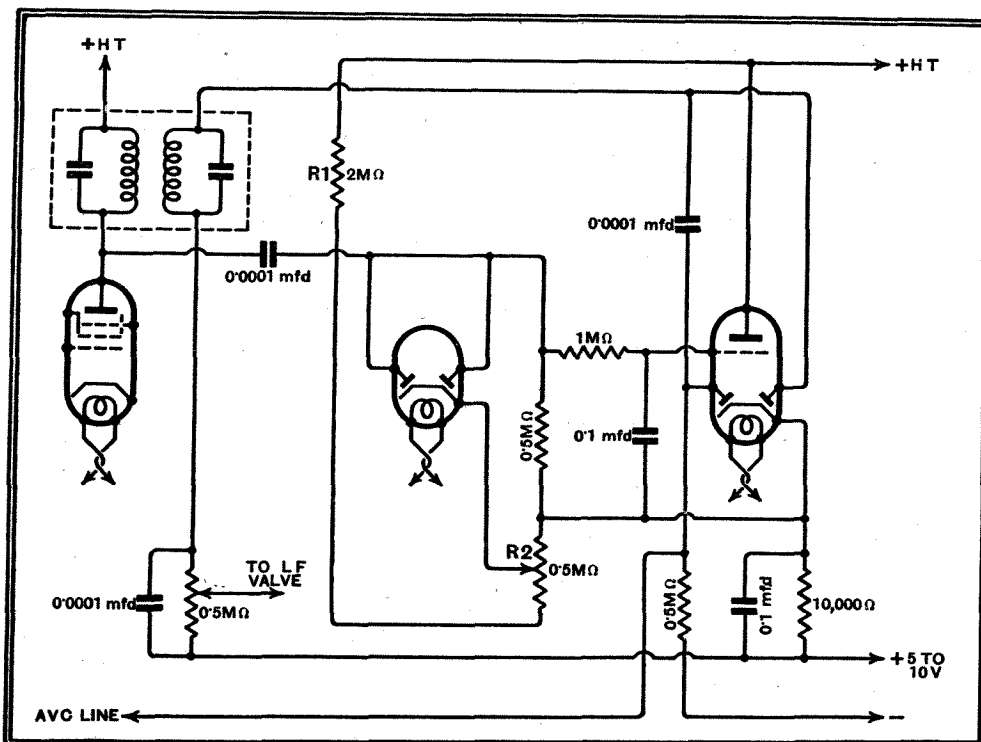 +HT
+HT
R1 2MΩ
0·0001 mfd
0·0001 mfd
1MΩ
0·5MΩ
0·1 mfd
R2
0·5MΩ
TO LF
VALVE
0·0001 mfd
0·5MΩ
0·5MΩ
0·1 mfd
10,000Ω
+5 TO
10V
AVC LINE
−